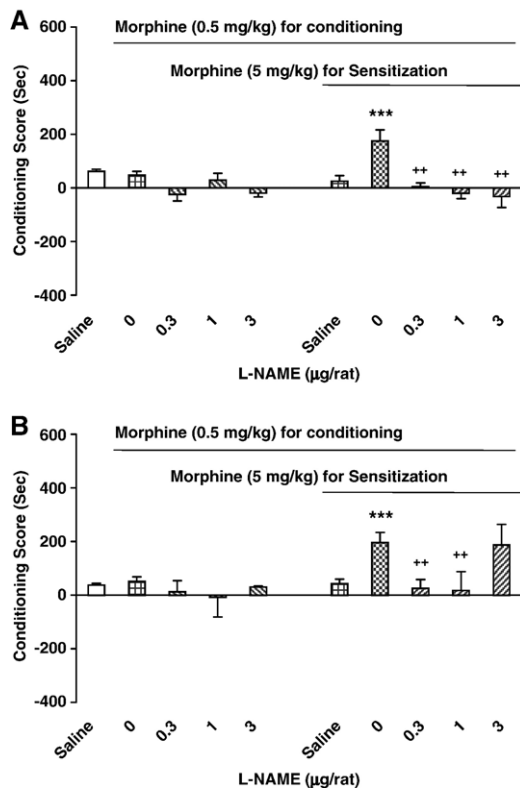 A
Morphine (0.5 mg/kg) for conditioning
Morphine (5 mg/kg) for Sensitization
Conditioning Score (Sec)
600
400
200
0
-200
-400
***
++
++
++
Saline 0 0.3 1 3 Saline 0 0.3 1 3
L-NAME (μg/rat)
B
Morphine (0.5 mg/kg) for conditioning
Morphine (5 mg/kg) for Sensitization
Conditioning Score (Sec)
600
400
200
0
-200
-400
***
++
++
Saline 0 0.3 1 3 Saline 0 0.3 1 3
L-NAME (μg/rat)